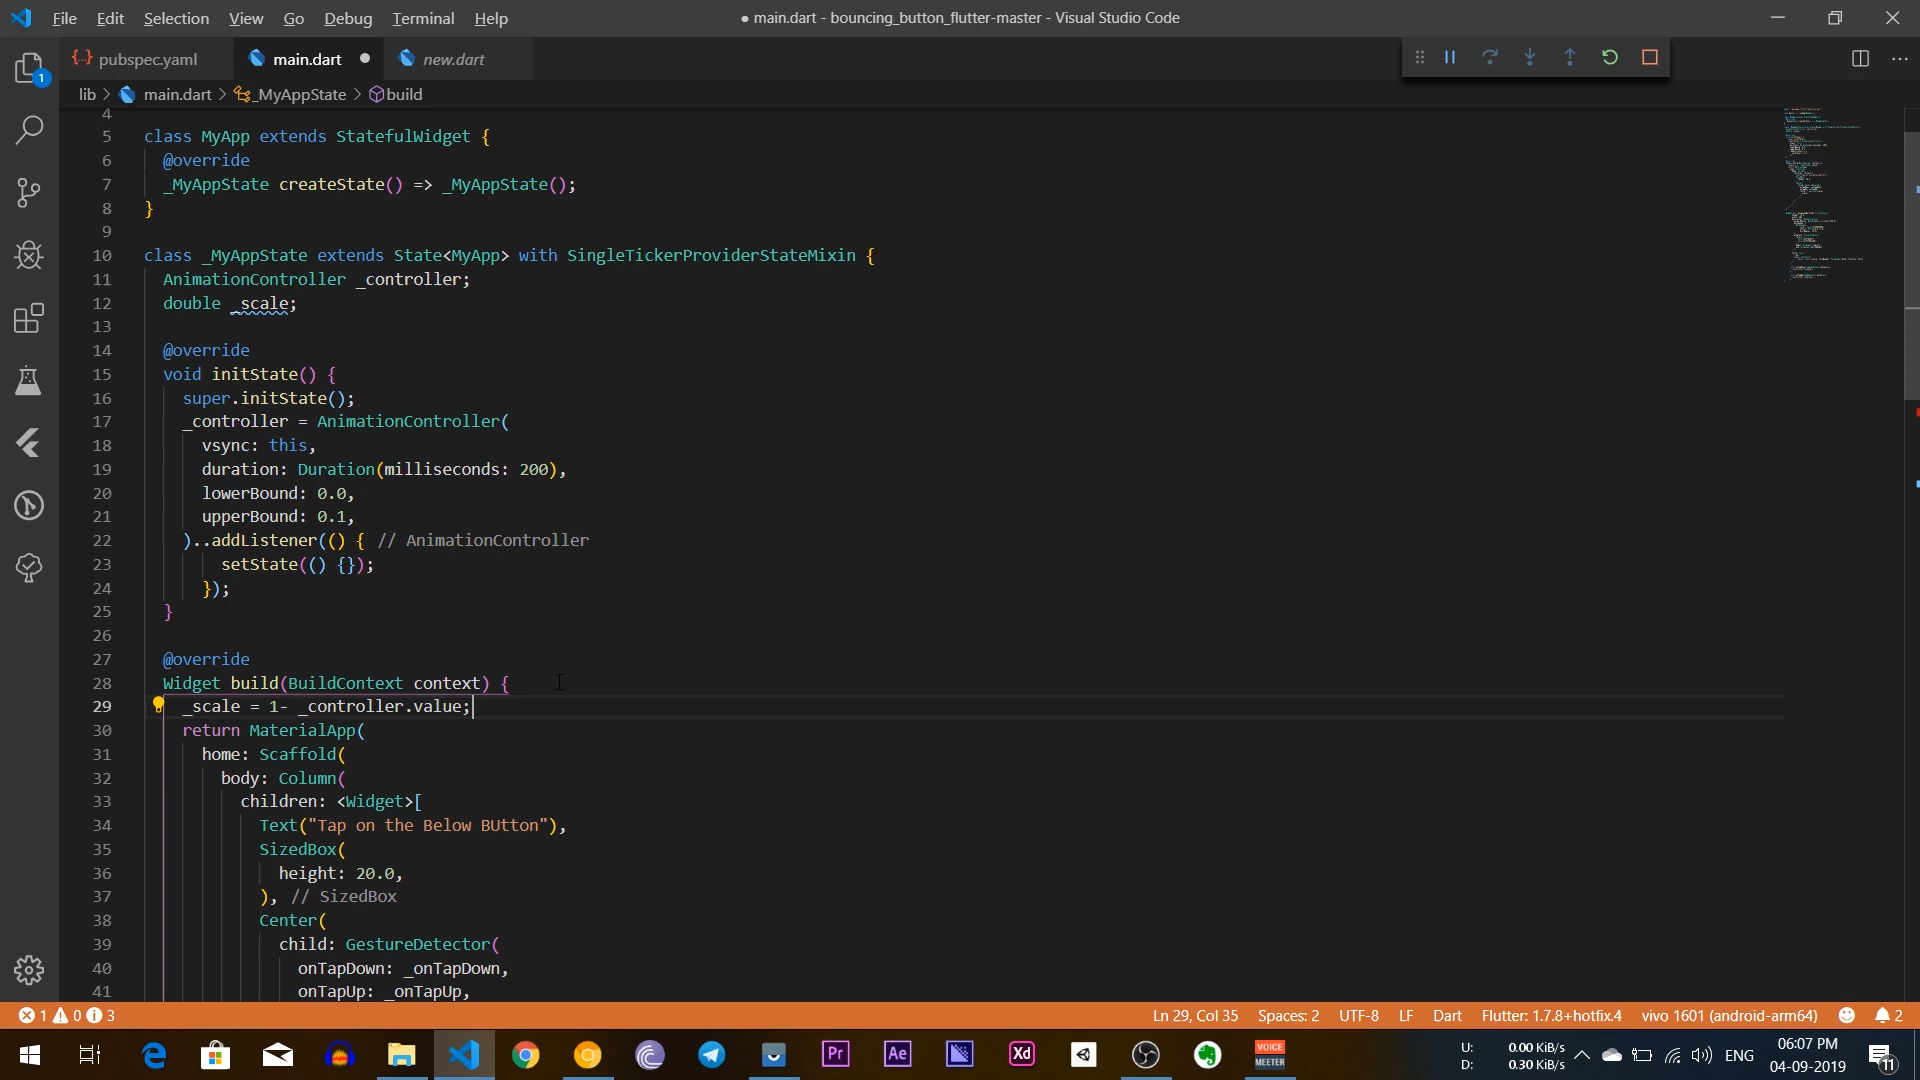 File Edit Selection View Go Debug Terminal Help
● main.dart - bouncing_button_flutter-master - Visual Studio Code
pubspec.yaml
main.dart ●
new.dart
lib > main.dart > _MyAppState > build
1
4
5 class MyApp extends StatefulWidget {
6 @override
7 _MyAppState createState() => _MyAppState();
8 }
9
10 class _MyAppState extends State<MyApp> with SingleTickerProviderStateMixin {
11 AnimationController _controller;
12 double _scale;
13
14 @override
15 void initState() {
16 super.initState();
17 _controller = AnimationController(
18 vsync: this,
19 duration: Duration(milliseconds: 200),
20 lowerBound: 0.0,
21 upperBound: 0.1,
22 )..addListener(() { // AnimationController
23 setState(() {});
24 });
25 }
26
27 @override
28 Widget build(BuildContext context) {
29 _scale = 1- _controller.value;
30 return MaterialApp(
31 home: Scaffold(
32 body: Column(
33 children: <Widget>[
34 Text("Tap on the Below BUtton"),
35 SizedBox(
36 height: 20.0,
37 ), // SizedBox
38 Center(
39 child: GestureDetector(
40 onTapDown: _onTapDown,
41 onTapUp: _onTapUp,
1 0 3
Ln 29, Col 35 Spaces: 2 UTF-8 LF Dart Flutter: 1.7.8+hotfix.4 vivo 1601 (android-arm64) 2
Pr Ae Xd VOICE MEETER
U: 0.00 KiB/s
D: 0.30 KiB/s
ENG
06:07 PM
04-09-2019
11